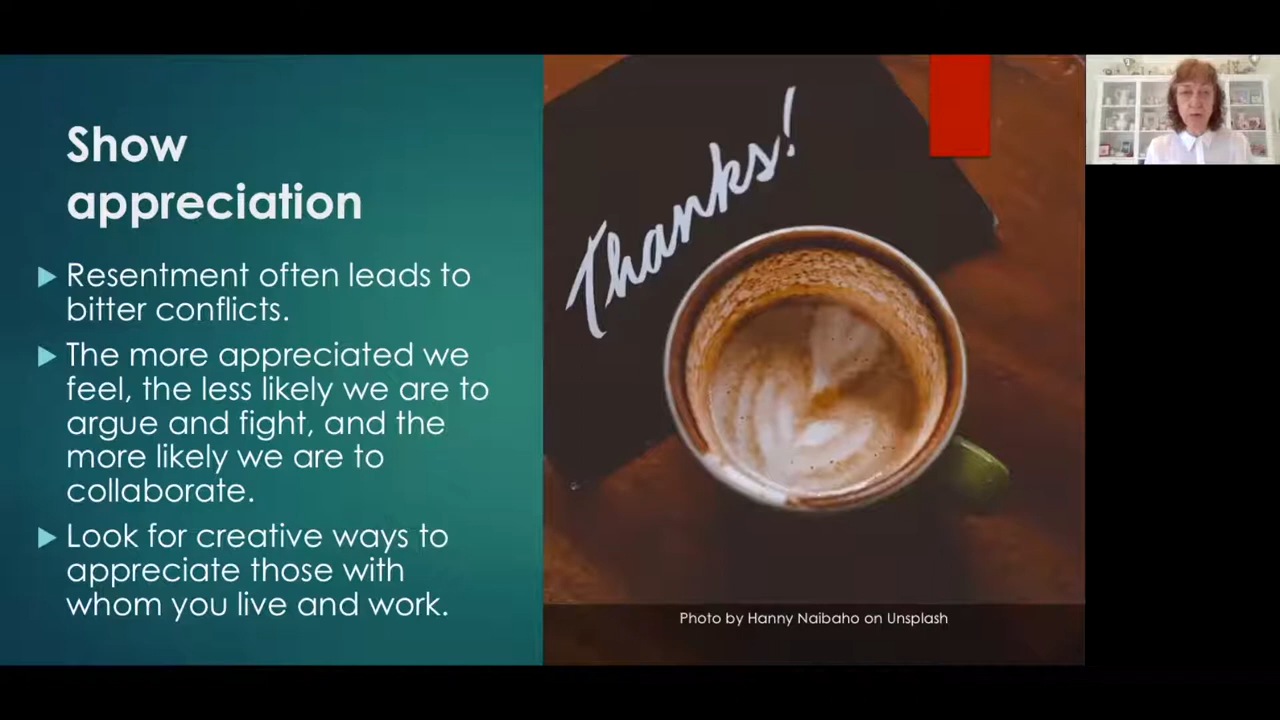 Show
appreciation
Resentment often leads to
bitter conflicts.
The more appreciated we
feel, the less likely we are to
argue and fight, and the
more likely we are to
collaborate.
Look for creative ways to
appreciate those with
whom you live and work.
Thanks!
Photo by Hanny Naibaho on Unsplash